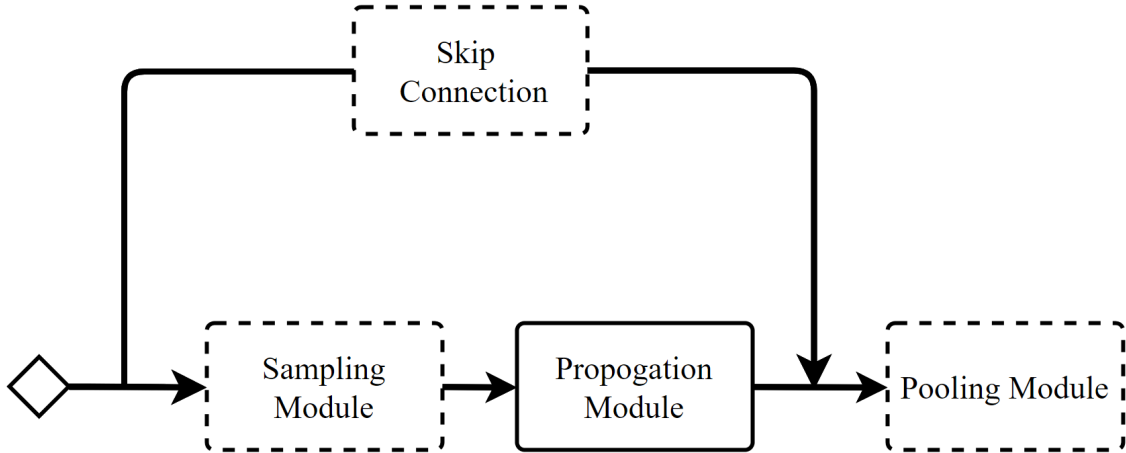 Skip
Connection
Sampling
Module
Propogation
Module
Pooling Module